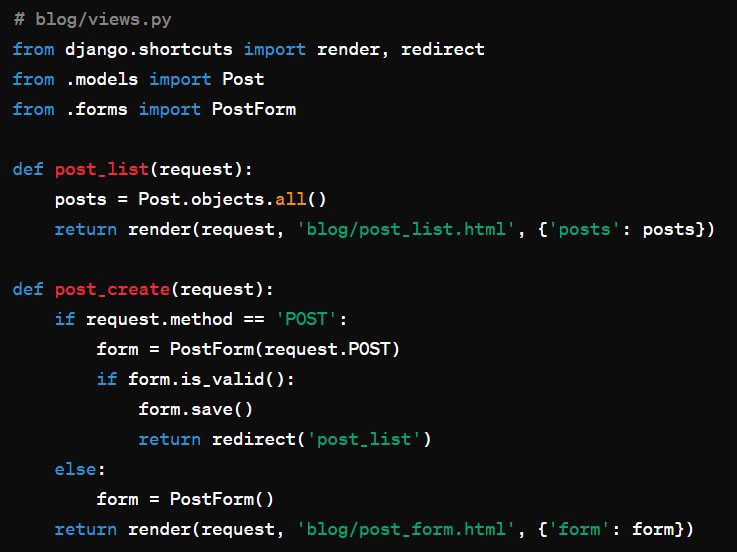 # blog/views.py
from django.shortcuts import render, redirect
from .models import Post
from .forms import PostForm

def post_list(request):
    posts = Post.objects.all()
    return render(request, 'blog/post_list.html', {'posts': posts})

def post_create(request):
    if request.method == 'POST':
        form = PostForm(request.POST)
        if form.is_valid():
            form.save()
            return redirect('post_list')
    else:
        form = PostForm()
    return render(request, 'blog/post_form.html', {'form': form})